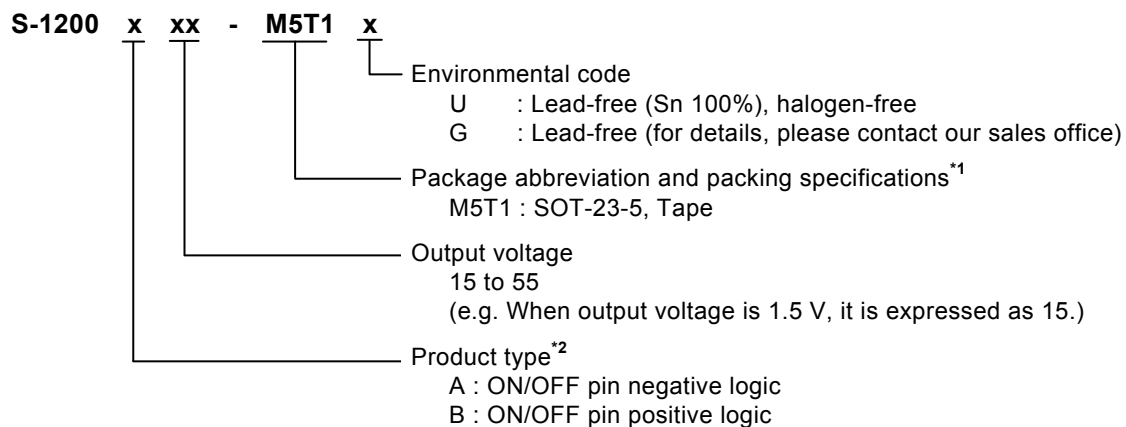 S-1200 x xx - M5T1 x
Environmental code
U : Lead-free (Sn 100%), halogen-free
G : Lead-free (for details, please contact our sales office)
Package abbreviation and packing specifications*1
M5T1 : SOT-23-5, Tape
Output voltage
15 to 55
(e.g. When output voltage is 1.5 V, it is expressed as 15.)
Product type*2
A : ON/OFF pin negative logic
B : ON/OFF pin positive logic